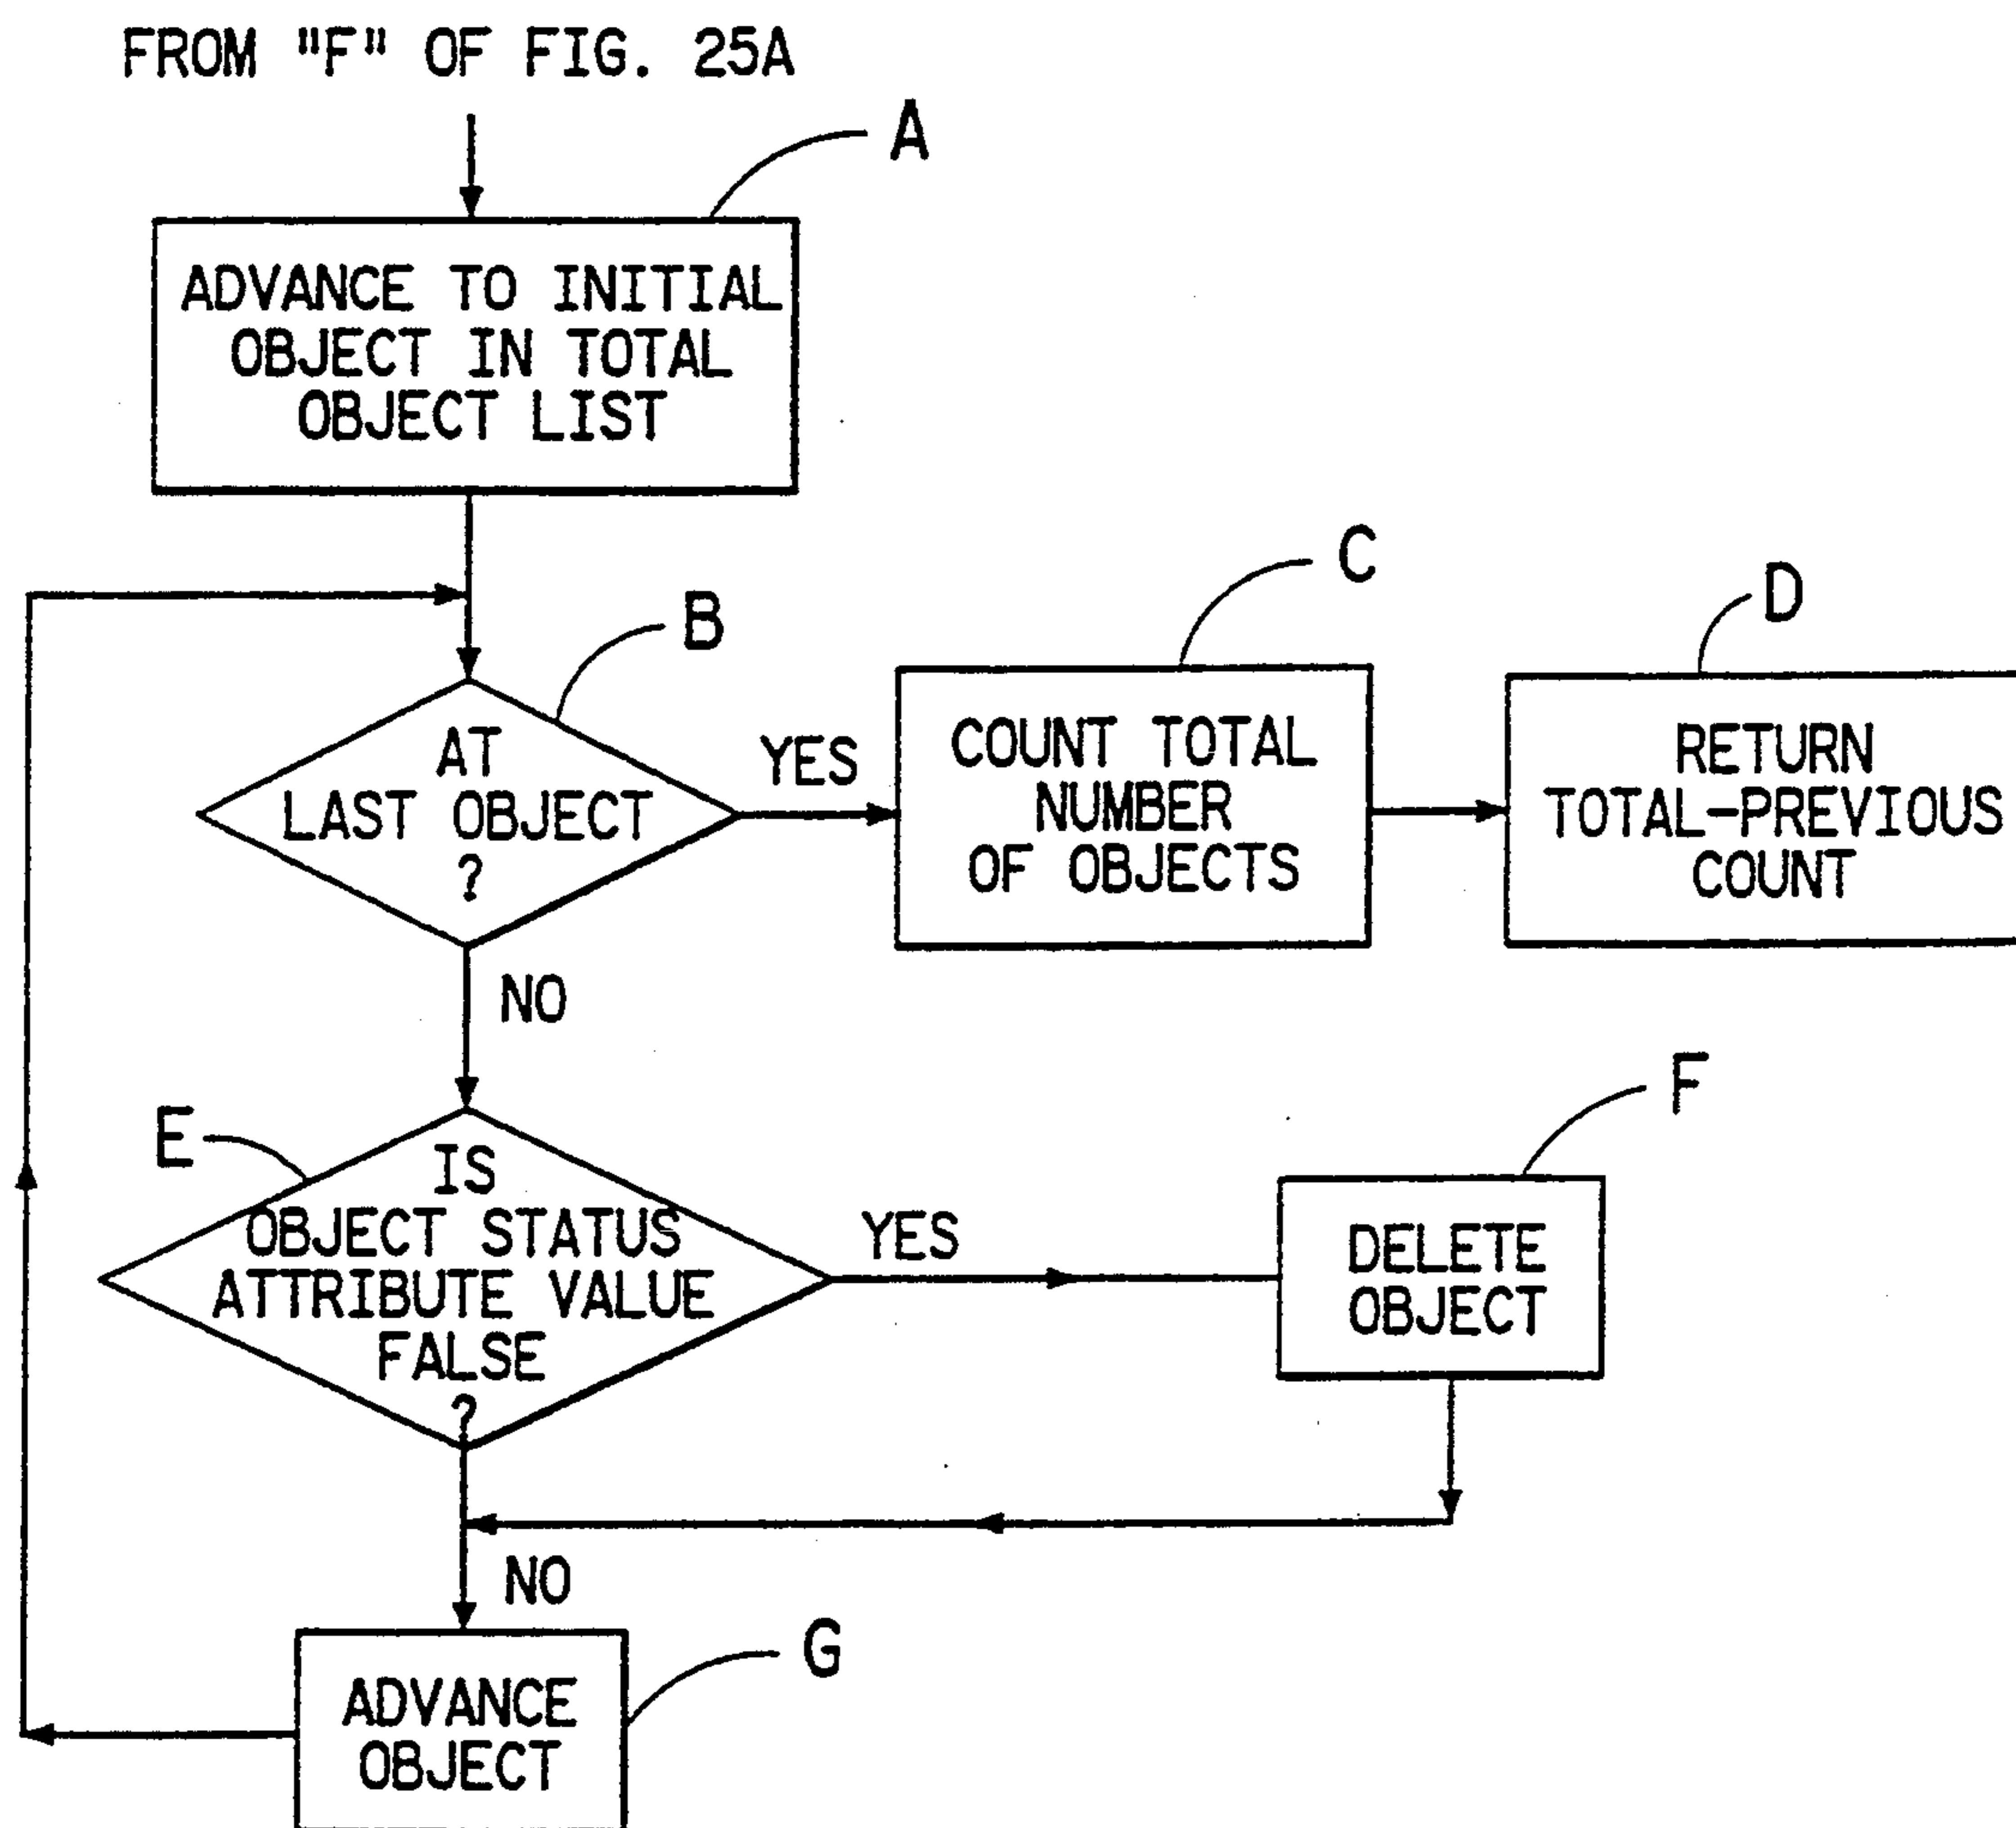 FROM "F" OF FIG. 25A
A
ADVANCE TO INITIAL
OBJECT IN TOTAL
OBJECT LIST
B
AT
LAST OBJECT
?
YES
C
COUNT TOTAL
NUMBER
OF OBJECTS
D
RETURN
TOTAL-PREVIOUS
COUNT
NO
E
IS
OBJECT STATUS
ATTRIBUTE VALUE
FALSE
?
YES
F
DELETE
OBJECT
NO
G
ADVANCE
OBJECT